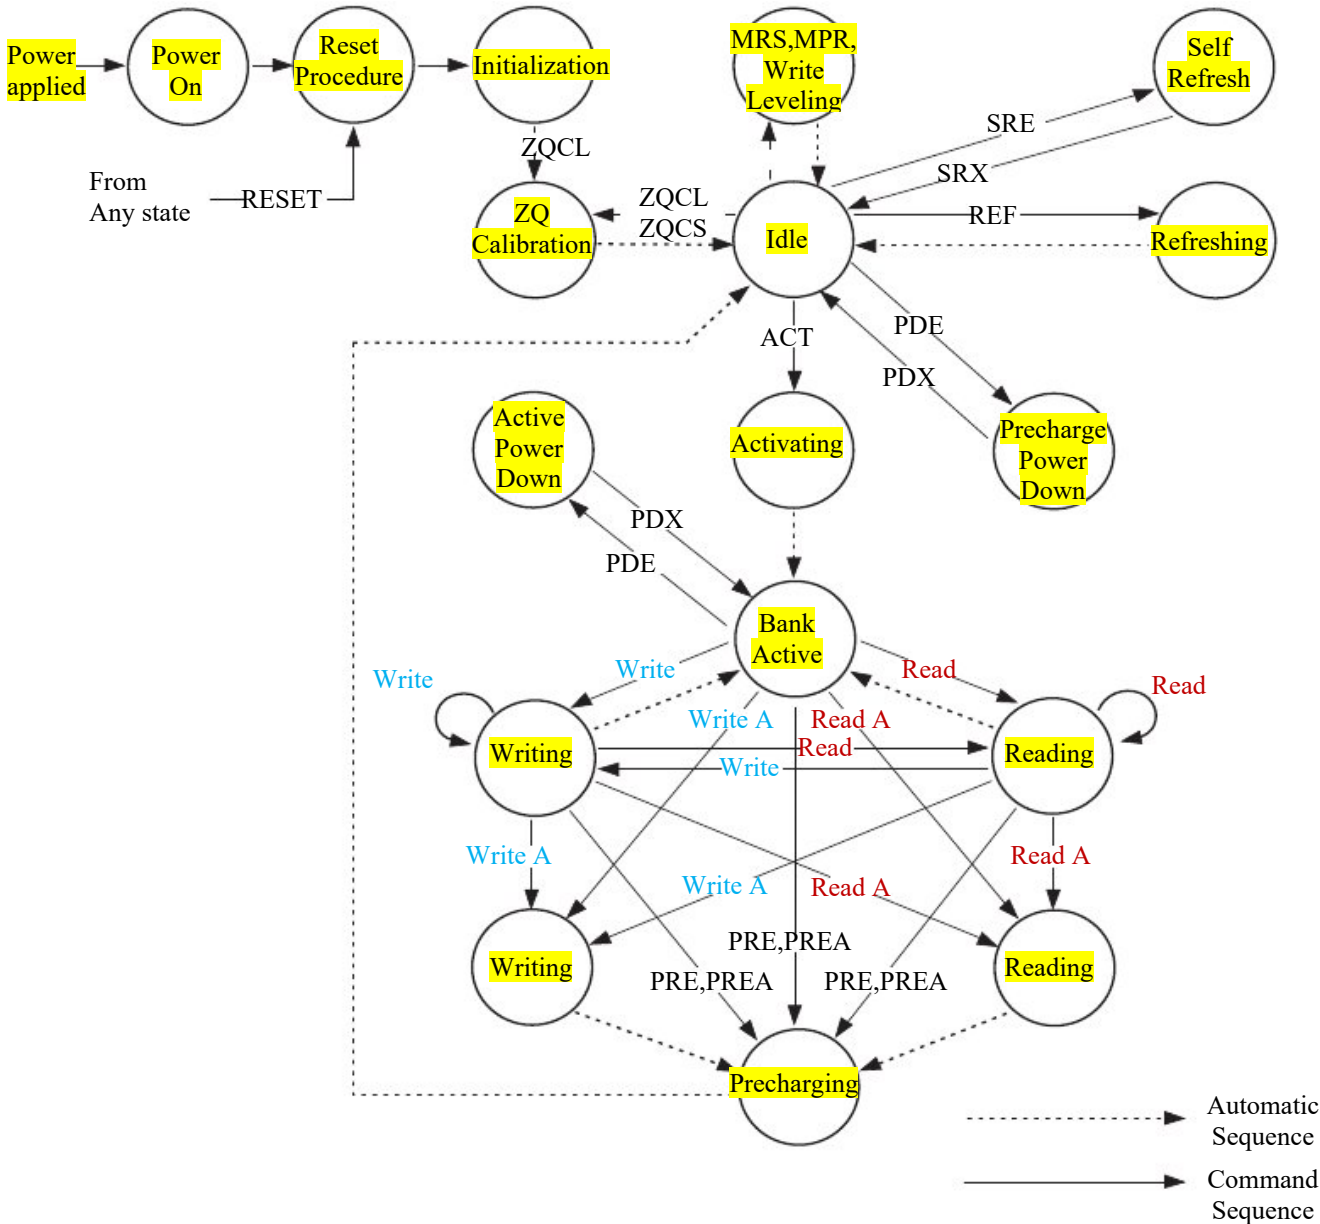 Power
applied
Power
On
Reset
Procedure
Initialization
MRS,MPR,
Write
Leveling
Self
Refresh
From
Any state
RESET
ZQCL
ZQ
Calibration
ZQCL
ZQCS
Idle
SRE
SRX
REF
Refreshing
ACT
PDE
PDX
Active
Power
Down
Activating
Precharge
Power
Down
PDX
PDE
Bank
Active
Write
Write
Read
Read
Write A
Read A
Writing
Read
Write
Reading
Write A
Write A
Read A
Read A
PRE,PREA
PRE,PREA
PRE,PREA
Writing
Reading
Precharging
Automatic
Sequence
Command
Sequence